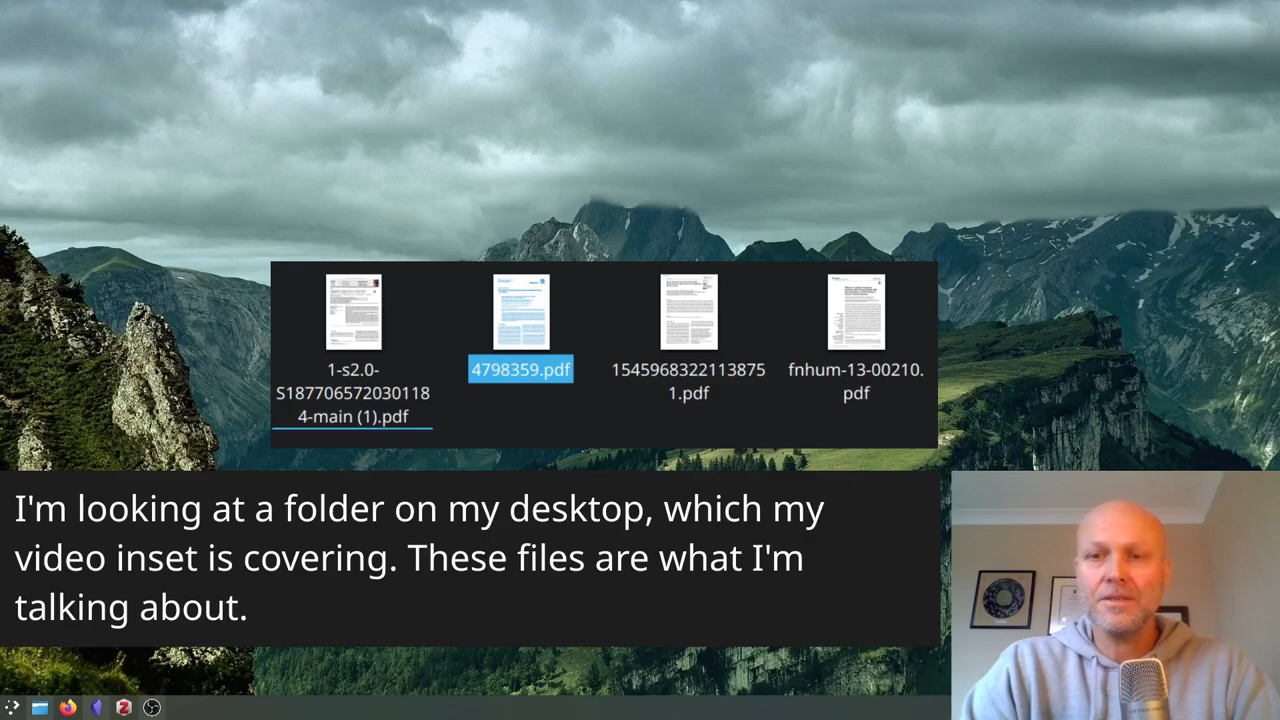 1-s2.0-
S187706572030118
4-main (1).pdf
4798359.pdf
1545968322113875
1.pdf
fnhum-13-00210.
pdf
I'm looking at a folder on my desktop, which my
video inset is covering. These files are what I'm
talking about.